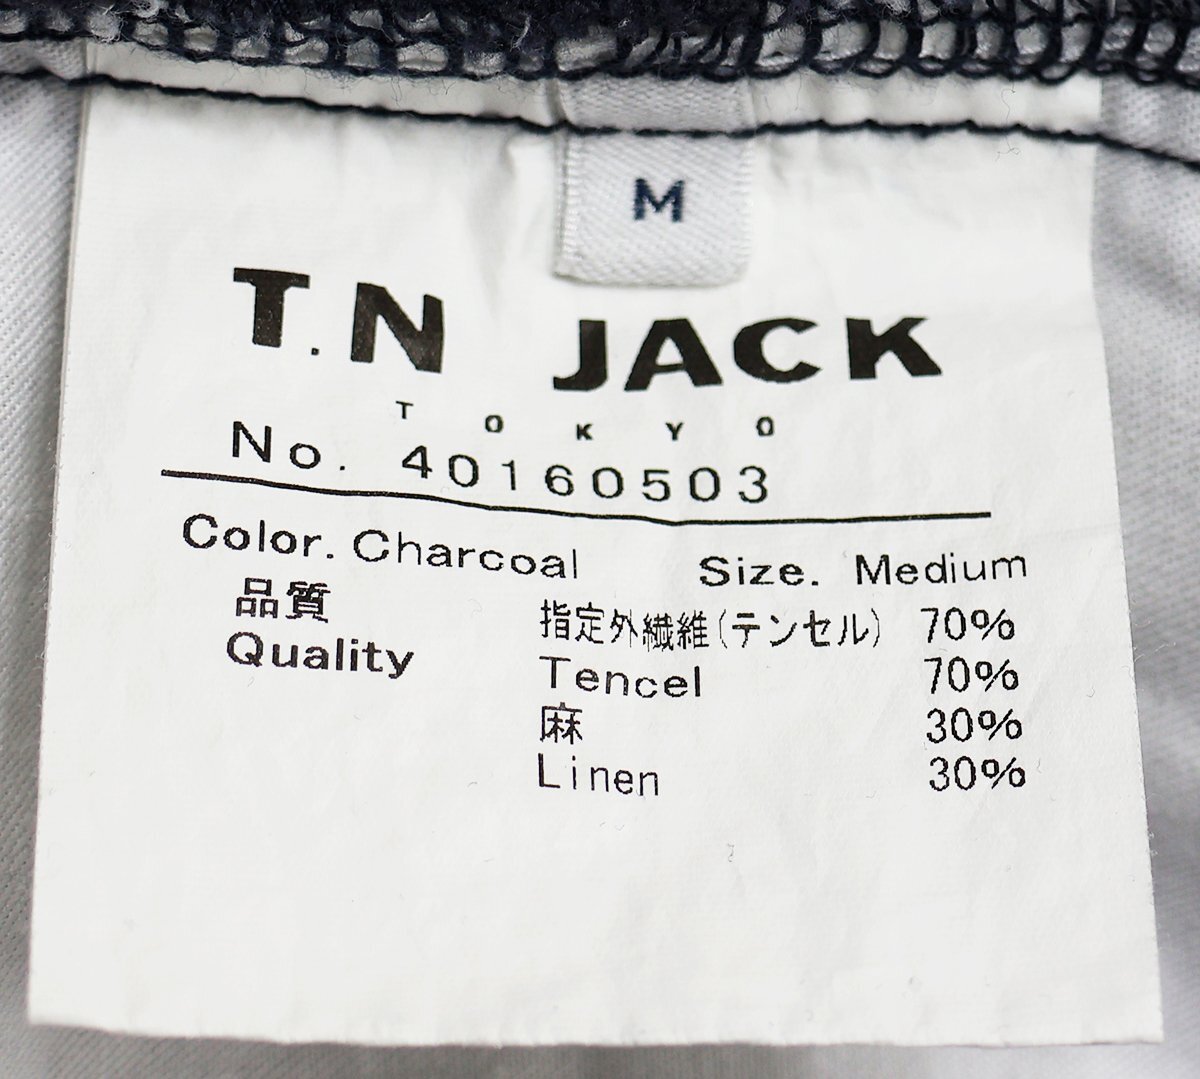 M
T.N JACK
TOKYO
No. 40160503
Color. Charcoal Size. Medium
品質 指定外繊維(テンセル) 70%
Quality Tencel 70%
麻 30%
Linen 30%